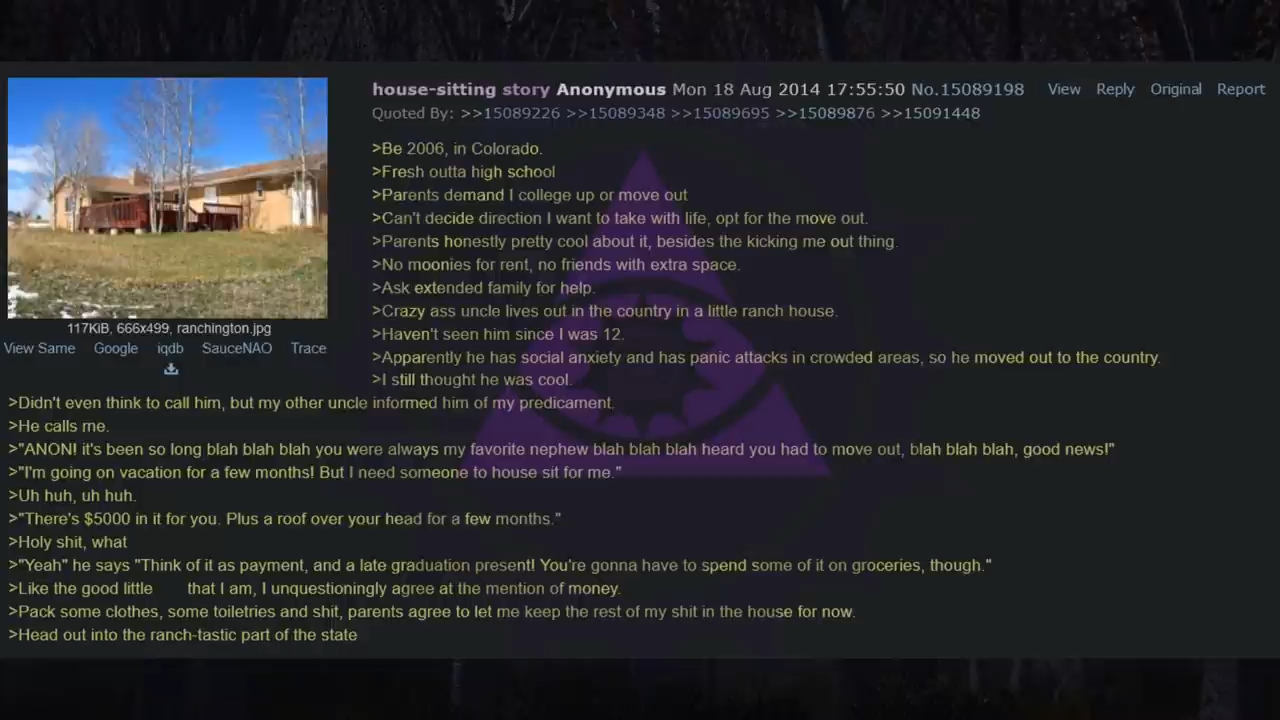 house-sitting story Anonymous Mon 18 Aug 2014 17:55:50 No.15089198 View Reply Original Report
Quoted By: >>15089226 >>15089348 >>15089695 >>15089876 >>15091448
>Be 2006, in Colorado.
>Fresh outta high school
>Parents demand I college up or move out
>Can't decide direction I want to take with life, opt for the move out.
>Parents honestly pretty cool about it, besides the kicking me out thing.
>No moonies for rent, no friends with extra space.
>Ask extended family for help.
>Crazy ass uncle lives out in the country in a little ranch house.
117KiB, 666x499, ranchington.jpg
>Haven't seen him since I was 12.
View Same Google iqdb SauceNAO Trace
>Apparently he has social anxiety and has panic attacks in crowded areas, so he moved out to the country.
>I still thought he was cool.
>Didn't even think to call him, but my other uncle informed him of my predicament.
>He calls me.
>"ANON! it's been so long blah blah blah you were always my favorite nephew blah blah blah heard you had to move out, blah blah blah, good news!"
>"I'm going on vacation for a few months! But I need someone to house sit for me."
>Uh huh, uh huh.
>"There's $5000 in it for you. Plus a roof over your head for a few months."
>Holy shit, what
>"Yeah" he says "Think of it as payment, and a late graduation present! You're gonna have to spend some of it on groceries, though."
>Like the good little that I am, I unquestioningly agree at the mention of money.
>Pack some clothes, some toiletries and shit, parents agree to let me keep the rest of my shit in the house for now.
>Head out into the ranch-tastic part of the state